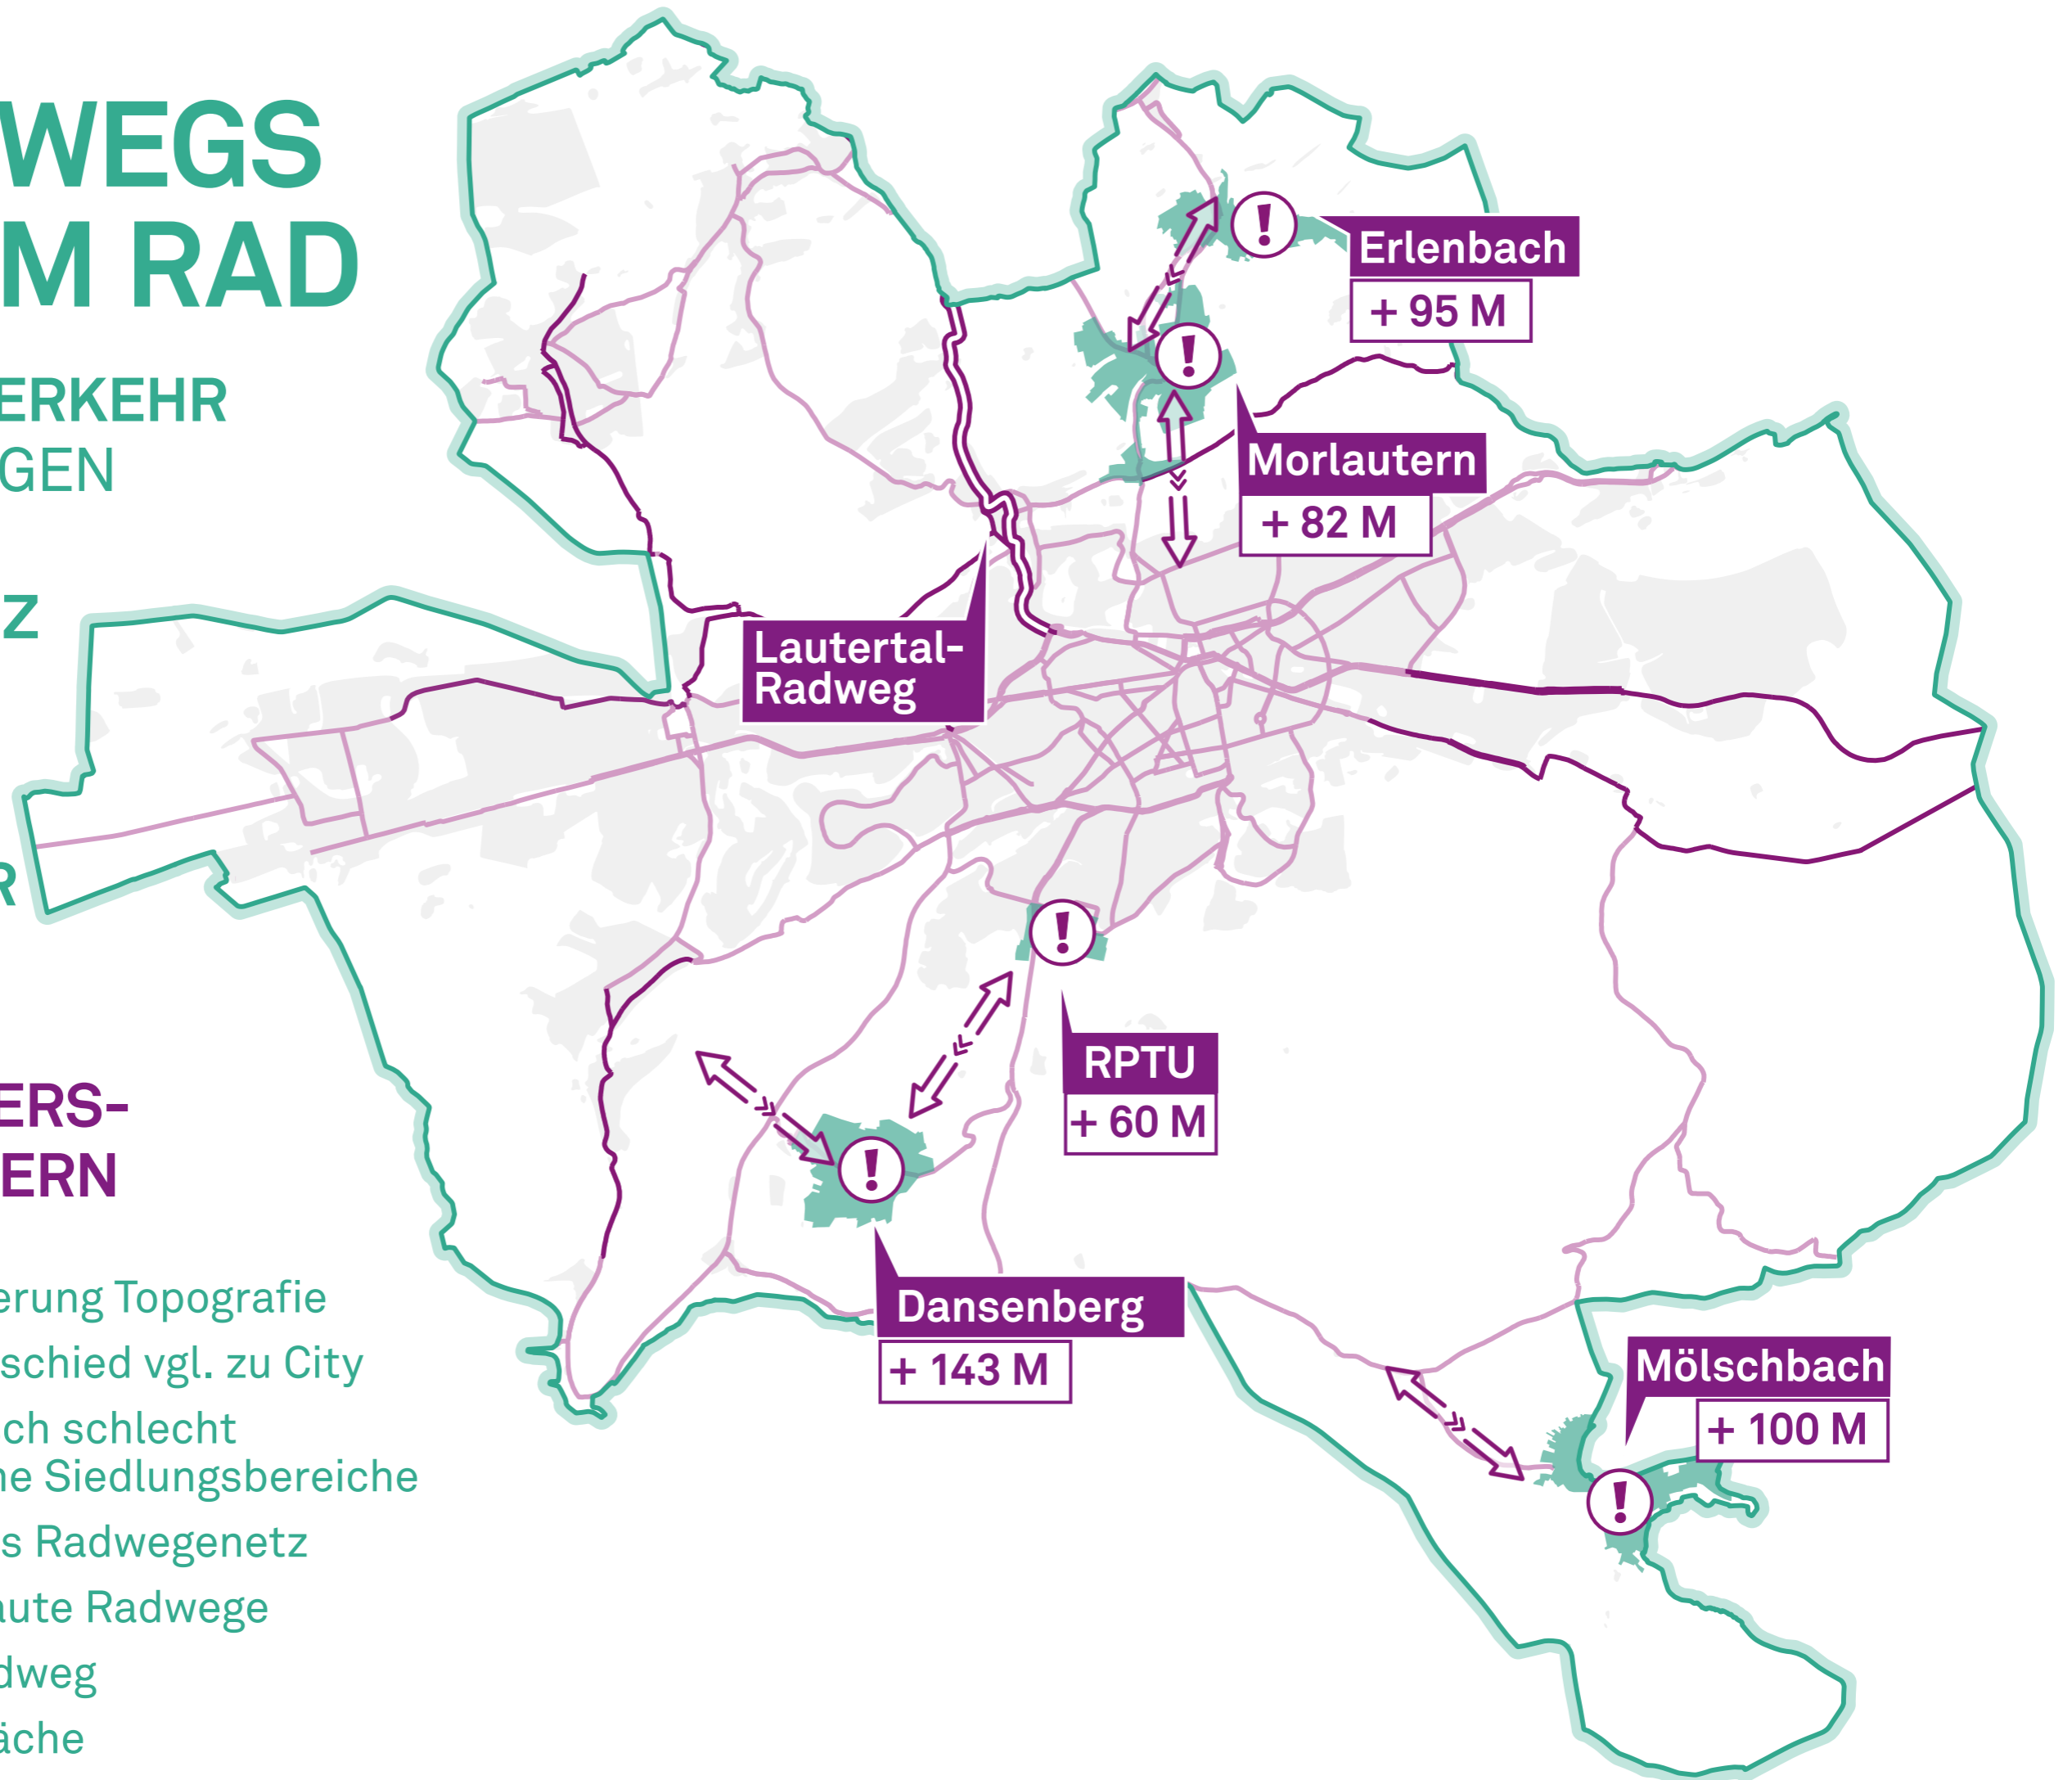 WEGS
M RAD
ERKEHR
GEN
Z
R
ERS-
ERN
erung Topografie
schied vgl. zu City
ch schlecht
ne Siedlungsbereiche
s Radwegenetz
aute Radwege
dweg
äche
Erlenbach
+ 95 M
Morlautern
+ 82 M
Lautertal-
Radweg
RPTU
+ 60 M
Dansenberg
+ 143 M
Mölschbach
+ 100 M
!
!
!
!
!